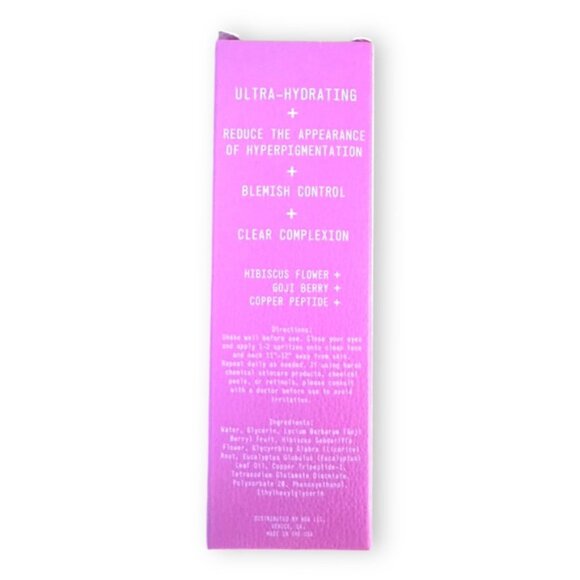 ULTRA-HYDRATING
+
REDUCE THE APPEARANCE
OF HYPERPIGMENTATION
+
BLEMISH CONTROL
+
CLEAR COMPLEXION
HIBISCUS FLOWER +
GOJI BERRY +
COPPER PEPTIDE +
Directions:
Shake well before use. Close your eyes
and apply 1-2 spritzes onto clean face
and neck 11"-12" away from skin.
Repeat daily as needed. If using harsh
chemical skincare products, chemical
peels, or retinols, please consult
with a doctor before use to avoid
irritation.
Ingredients:
Water, Glycerin, Lycium Barbarum (Goji
Berry) Fruit, Hibiscus Sabdariffa
Flower, Glycyrrhiza Glabra (Licorice)
Root, Eucalyptus Globulus (Eucalyptus)
Leaf Oil, Copper Tripeptide-1,
Tetrasodium Glutamate Diacetate,
Polysorbate 20, Phenoxyethanol,
Ethylhexylglycerin
DISTRIBUTED BY
VENICE, CA.
MADE IN THE USA